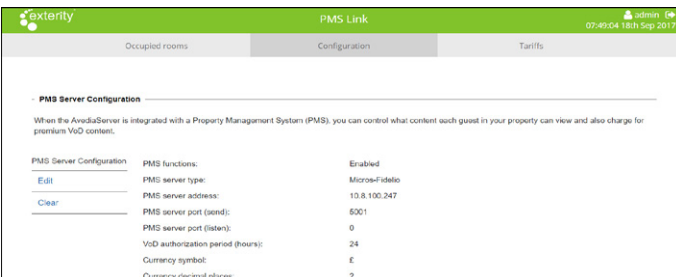 exterity
PMS Link
admin
07:49:04 18th Sep 2017
Occupied rooms
Configuration
Tariffs
PMS Server Configuration
When the AvediaServer is integrated with a Property Management System (PMS), you can control what content each guest in your property can view and also charge for
premium VoD content.
PMS Server Configuration
Edit
Clear
PMS functions: Enabled
PMS server type: Micros-Fidelio
PMS server address: 10.8.100.247
PMS server port (send): 5001
PMS server port (listen): 0
VoD authorization period (hours): 24
Currency symbol: £
Currency decimal places: 2